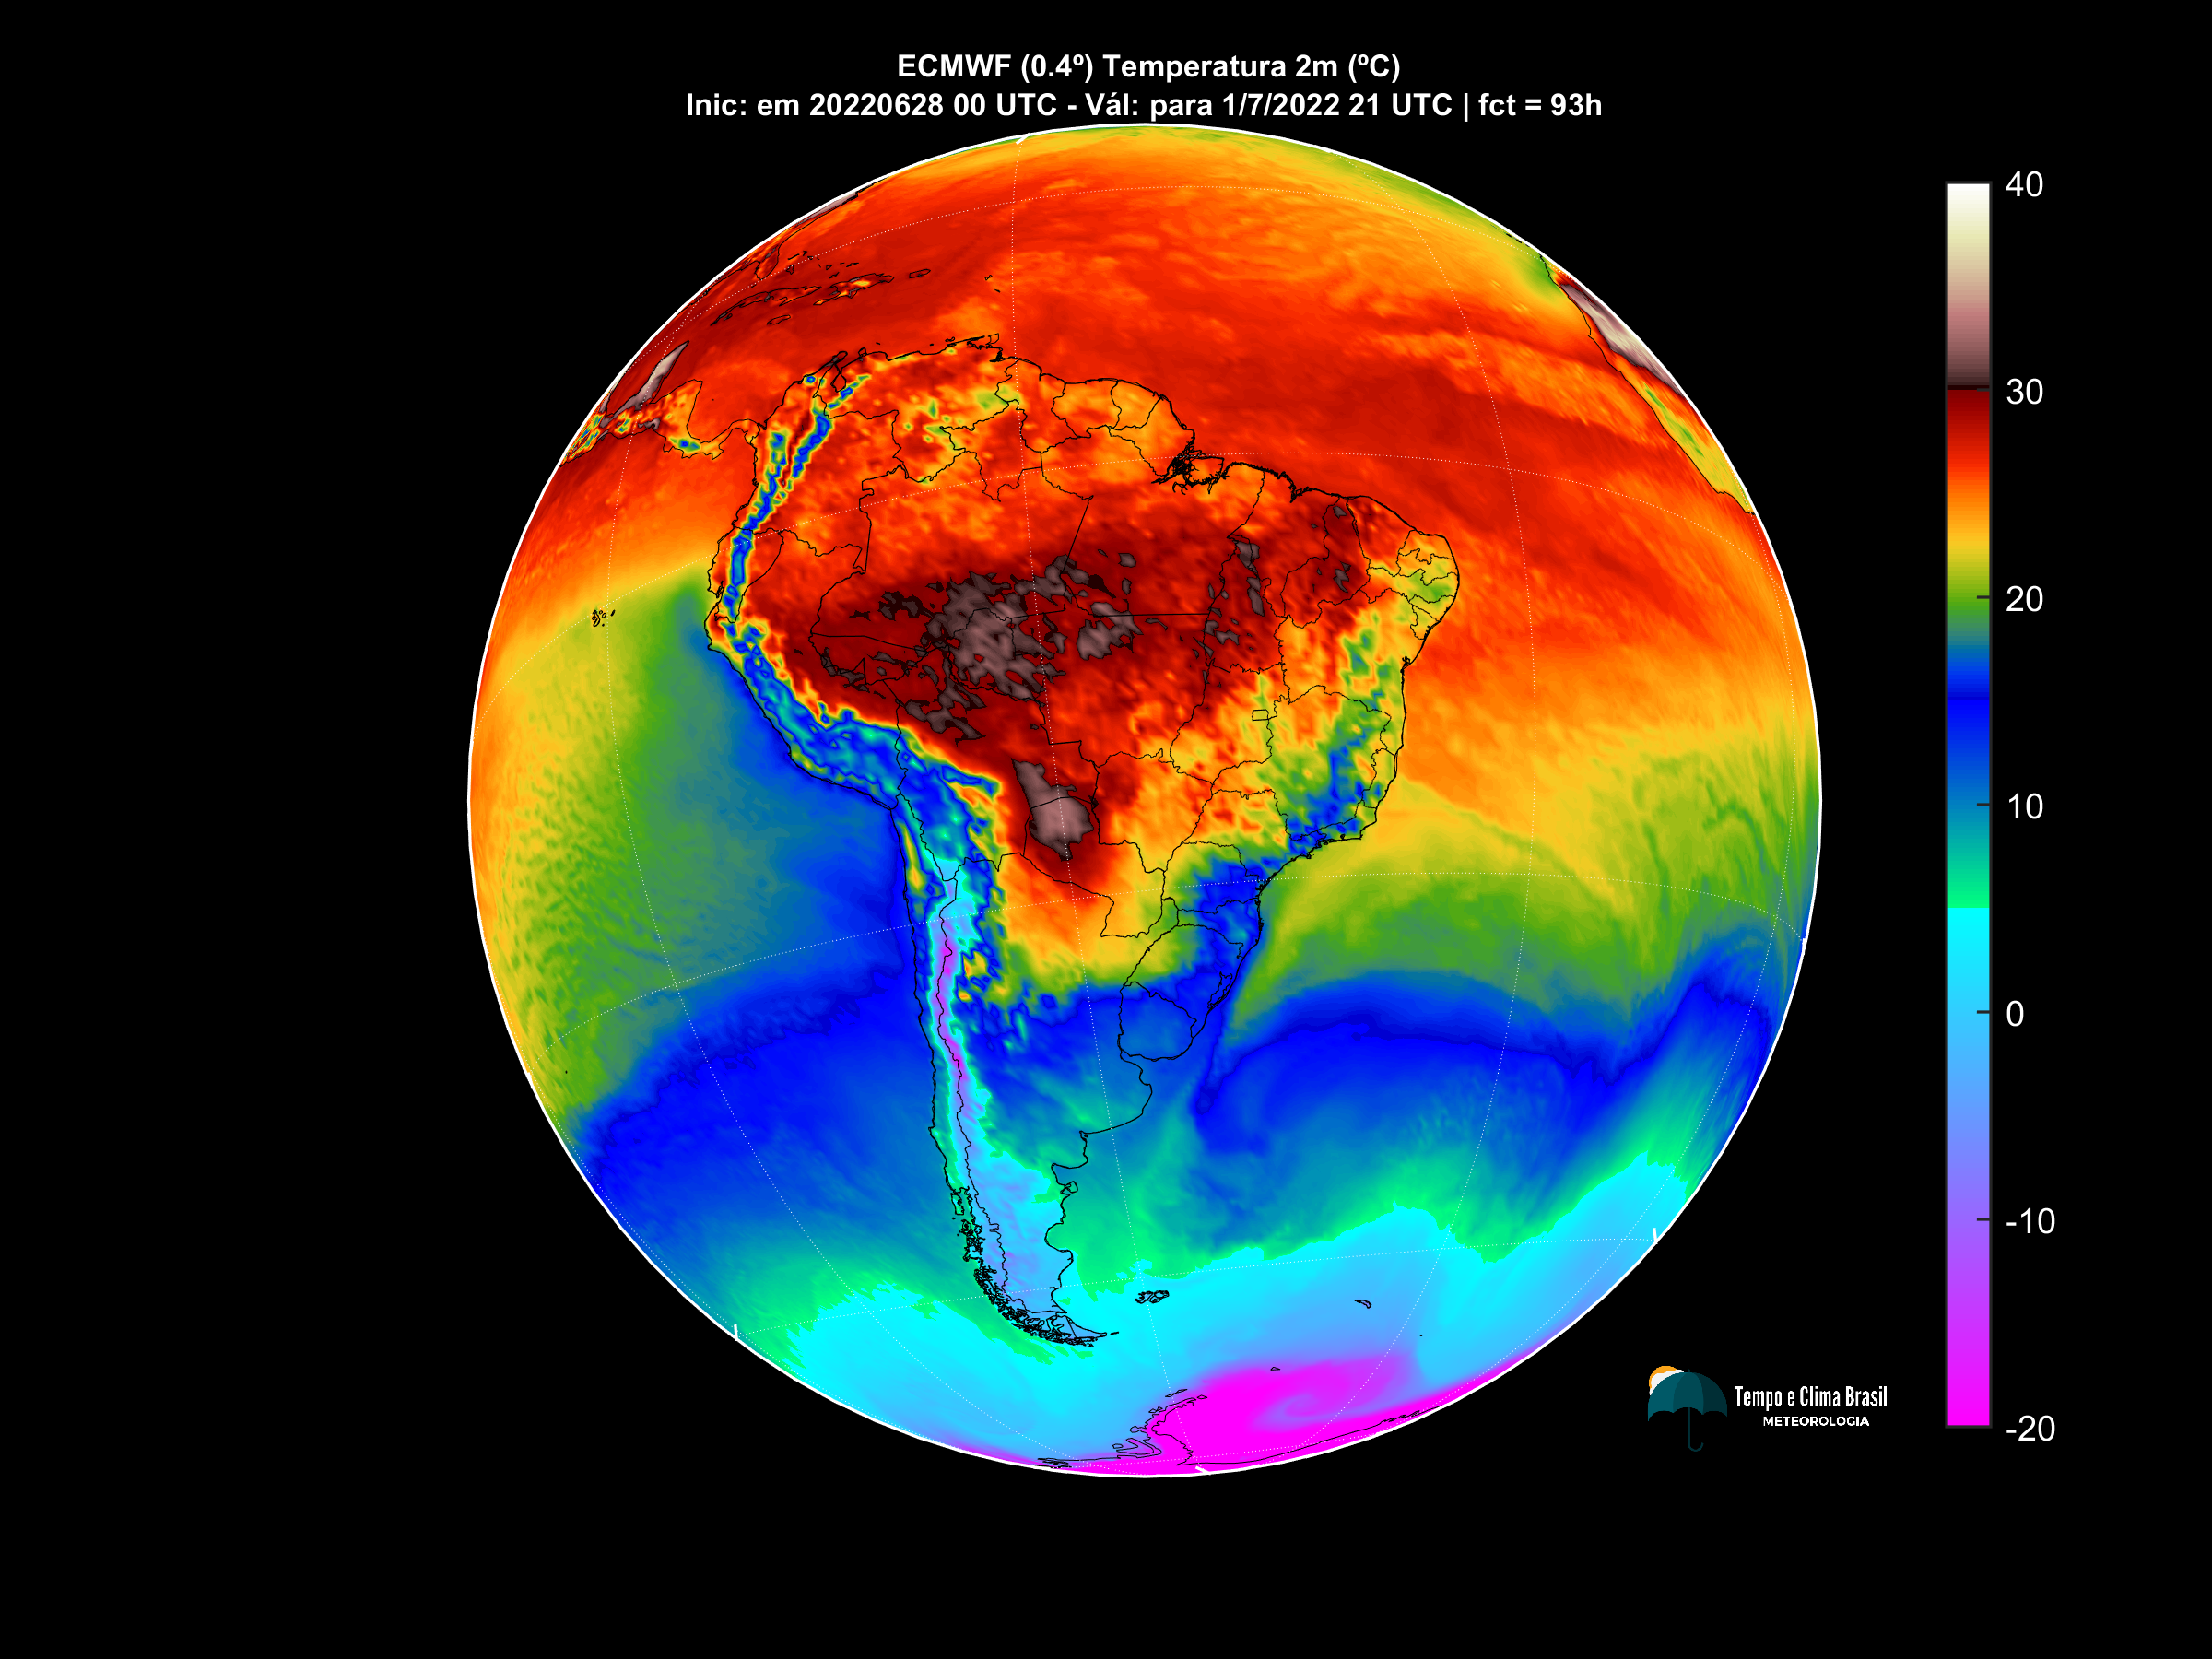 ECMWF (0.4º) Temperatura 2m (ºC)
Inic: em 20220628 00 UTC - Vál: para 1/7/2022 21 UTC | fct = 93h
40
30
20
10
0
-10
-20
Tempo e Clima Brasil
METEOROLOGIA